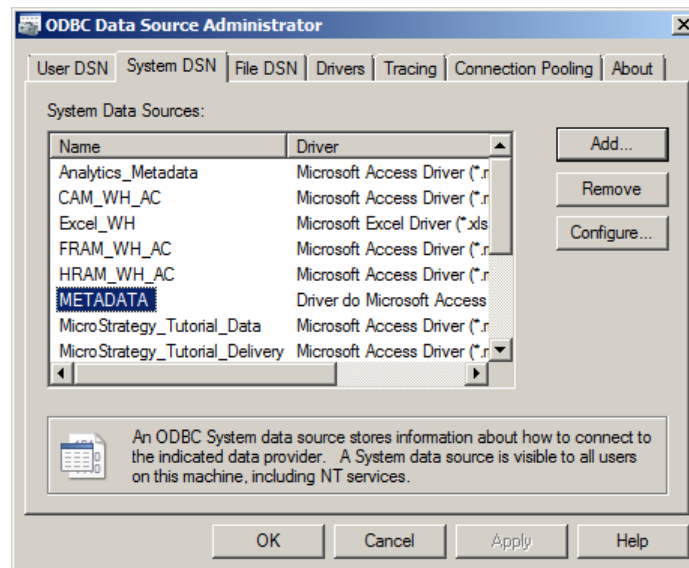 ODBC Data Source Administrator
User DSN System DSN File DSN Drivers Tracing Connection Pooling About
System Data Sources:
Name Driver
Analytics_Metadata Microsoft Access Driver (*.r
CAM_WH_AC Microsoft Access Driver (*.r
Excel_WH Microsoft Excel Driver (*.xls
FRAM_WH_AC Microsoft Access Driver (*.r
HRAM_WH_AC Microsoft Access Driver (*.r
METADATA Driver do Microsoft Access
MicroStrategy_Tutorial_Data Microsoft Access Driver (*.r
MicroStrategy_Tutorial_Delivery Microsoft Access Driver (*.r
Add...
Remove
Configure...
An ODBC System data source stores information about how to connect to
the indicated data provider. A System data source is visible to all users
on this machine, including NT services.
OK Cancel Apply Help